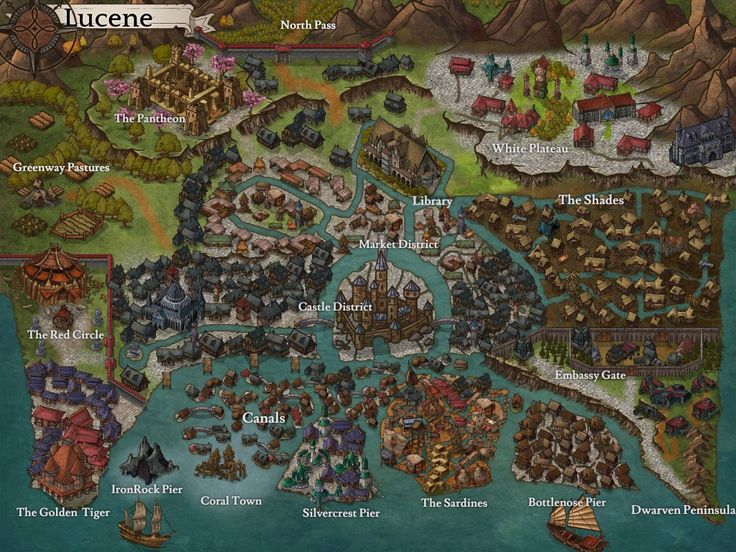 Lucene
North Pass
The Pantheon
White Plateau
Greenway Pastures
Library
The Shades
Market District
Castle District
The Red Circle
Embassy Gate
Canals
IronRock Pier
Coral Town
The Golden Tiger
Silvercrest Pier
The Sardines
Bottlenose Pier
Dwarven Peninsula